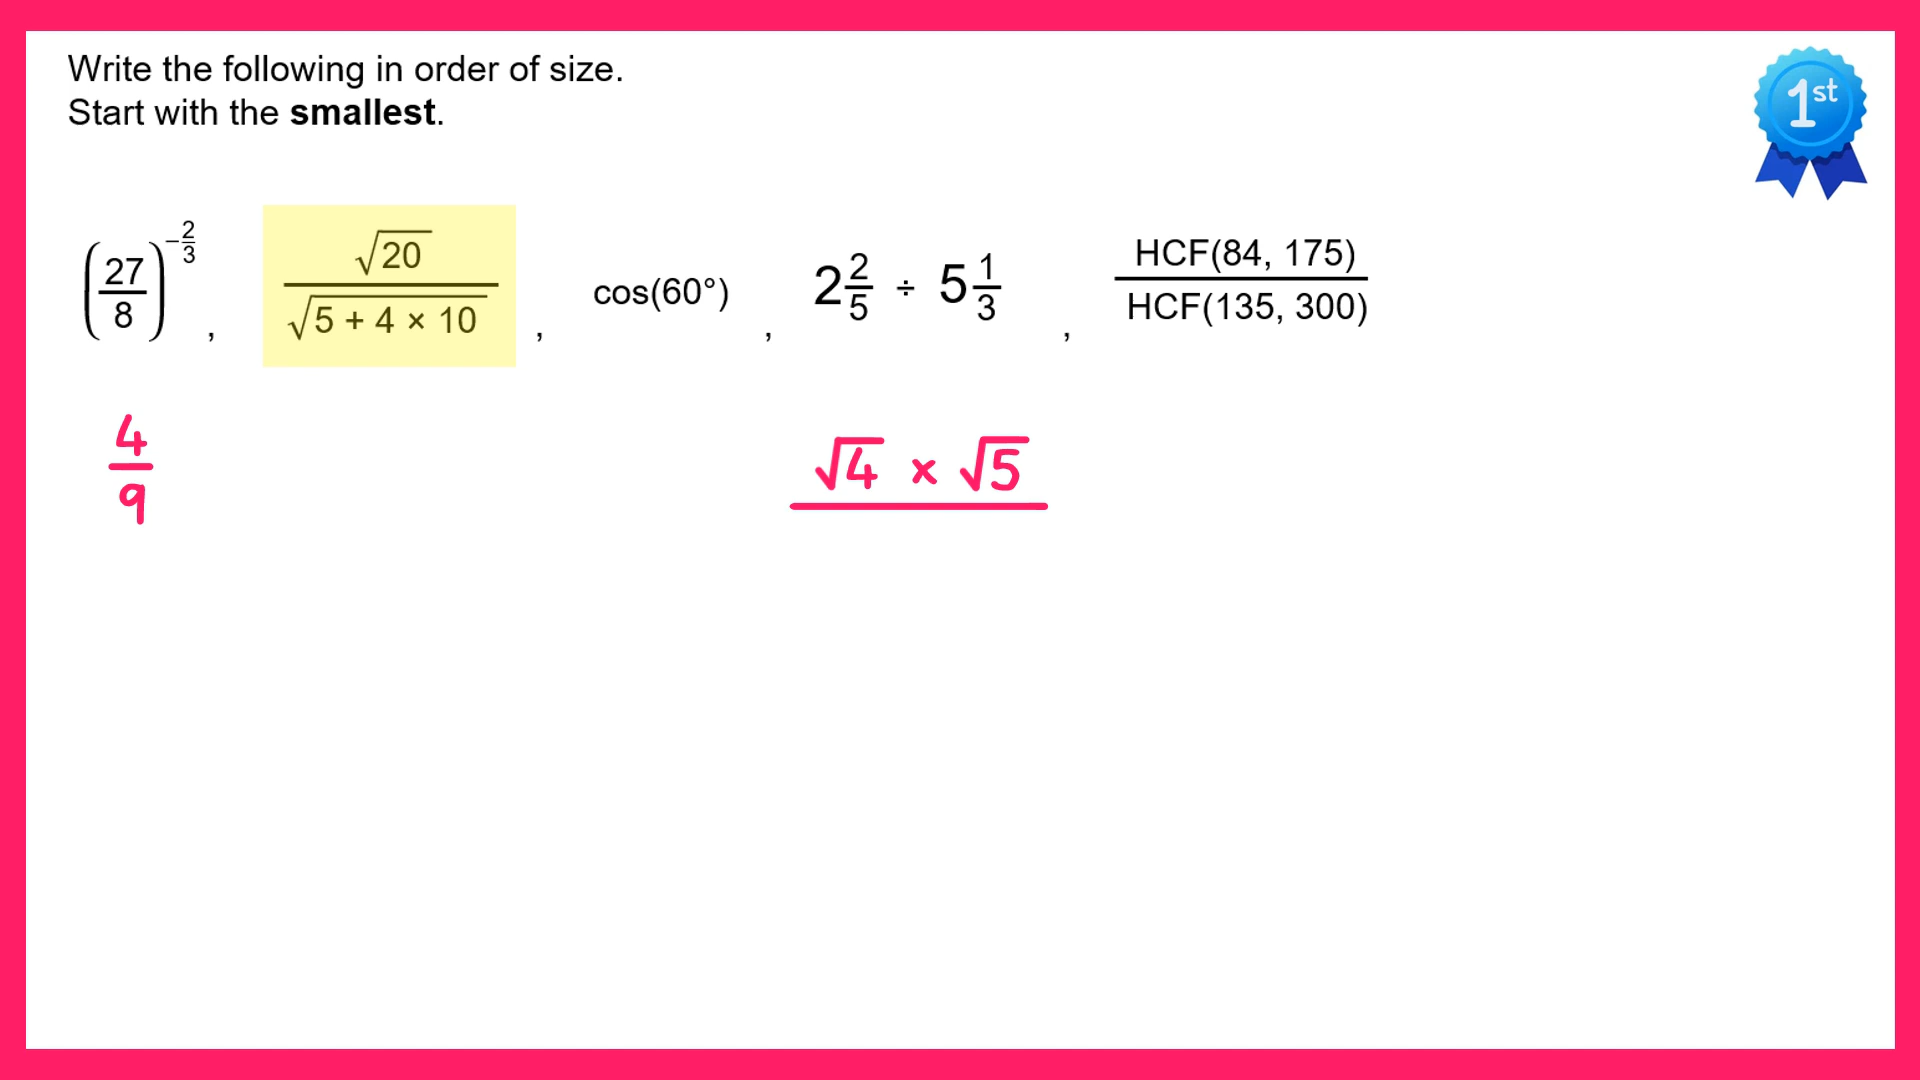 Write the following in order of size.
Start with the smallest.
1st
(27/8)^(-2/3) , √20/√(5 + 4 × 10) , cos(60°) , 2 2/5 ÷ 5 1/3 , HCF(84, 175)/HCF(135, 300)
4/9
√4 × √5